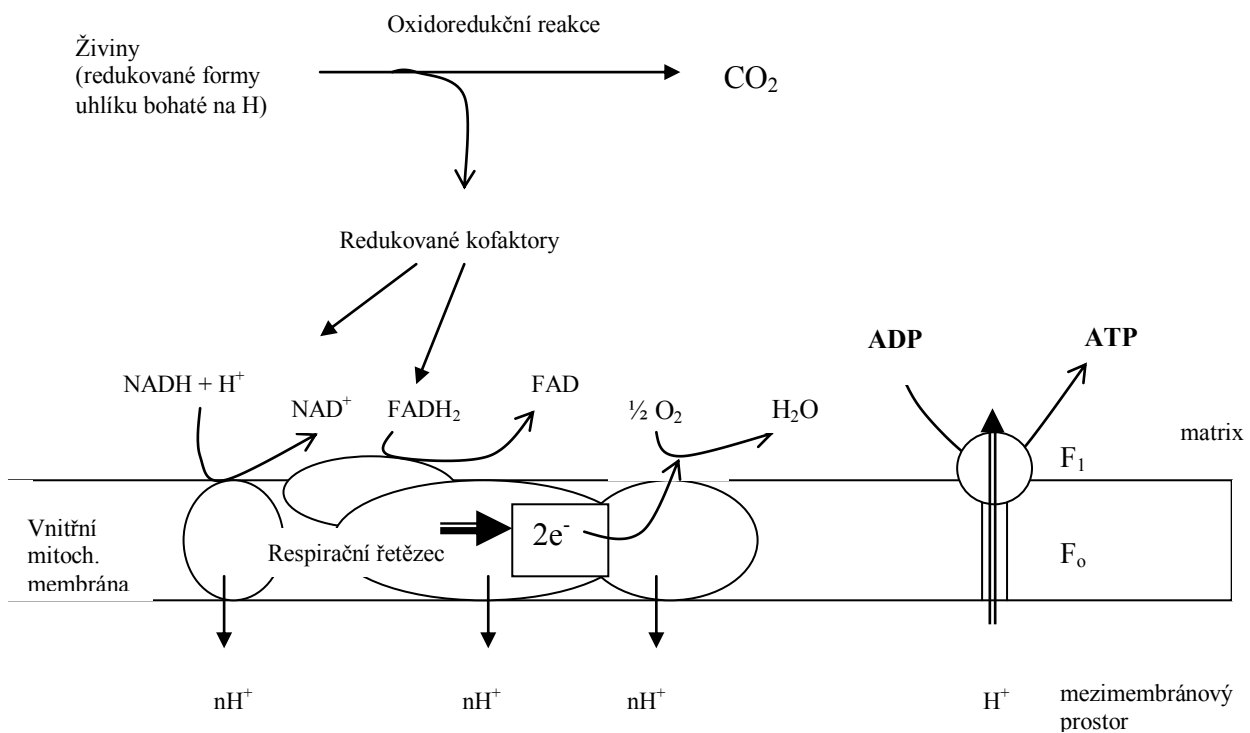 Oxidoredukční reakce
Živiny
(redukované formy
uhlíku bohaté na H)
CO₂
Redukované kofaktory
ADP
ATP
NADH + H⁺
NAD⁺
FADH₂
FAD
½ O₂
H₂O
matrix
F₁
Vnitřní
mitoch.
membrána
Respirační řetězec
2e⁻
Fₒ
nH⁺
nH⁺
nH⁺
H⁺
mezimembránový
prostor